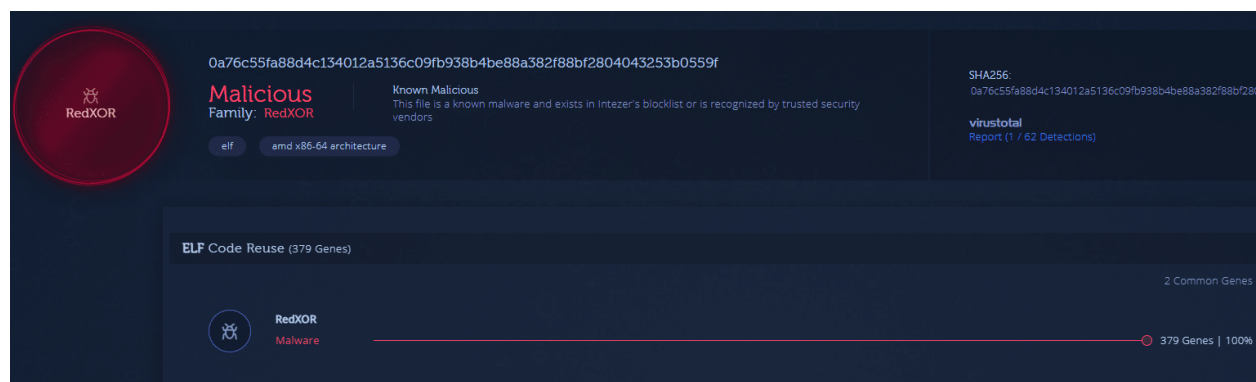 0a76c55fa88d4c134012a5136c09fb938b4be88a382f88bf2804043253b0559f
RedXOR
Malicious
Family: RedXOR
Known Malicious
This file is a known malware and exists in Intezer's blocklist or is recognized by trusted security
vendors
elf
amd x86-64 architecture
SHA256:
0a76c55fa88d4c134012a5136c09fb938b4be88a382f88bf280
virustotal
Report (1 / 62 Detections)
ELF Code Reuse (379 Genes)
2 Common Genes
RedXOR
Malware
379 Genes | 100%